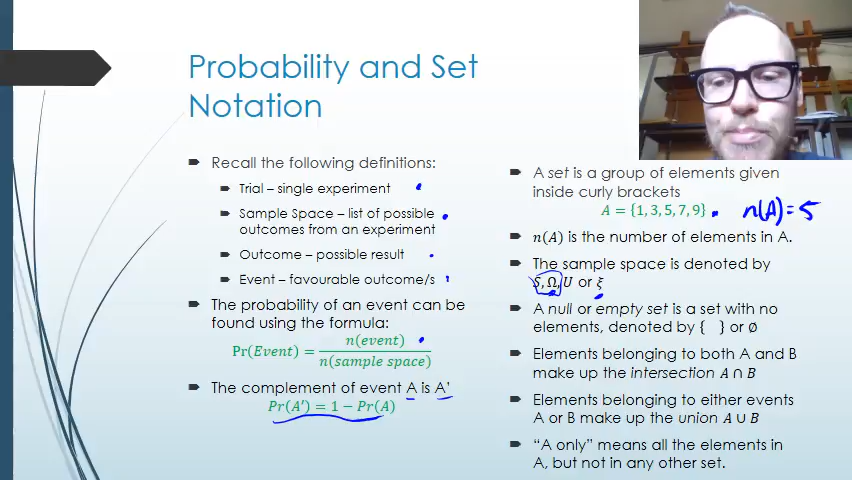 Probability and Set
Notation
Recall the following definitions:
Trial – single experiment
Sample Space – list of possible
outcomes from an experiment
Outcome – possible result
Event – favourable outcome/s
The probability of an event can be
found using the formula:
Pr(Event) = n(event) / n(sample space)
The complement of event A is A'
Pr(A') = 1 − Pr(A)
A set is a group of elements given
inside curly brackets
A = {1, 3, 5, 7, 9}
n(A) = 5
n(A) is the number of elements in A.
The sample space is denoted by
S, Ω, U or ξ
A null or empty set is a set with no
elements, denoted by { } or ∅
Elements belonging to both A and B
make up the intersection A ∩ B
Elements belonging to either events
A or B make up the union A ∪ B
“A only” means all the elements in
A, but not in any other set.